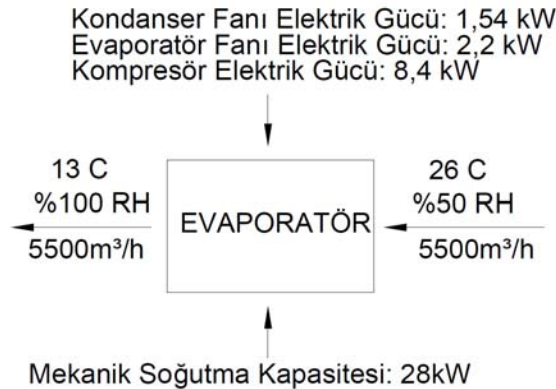 Kondanser Fanı Elektrik Gücü: 1,54 kW
Evaporatör Fanı Elektrik Gücü: 2,2 kW
Kompresör Elektrik Gücü: 8,4 kW
13 C
%100 RH
5500m³/h
EVAPORATÖR
26 C
%50 RH
5500m³/h
Mekanik Soğutma Kapasitesi: 28kW